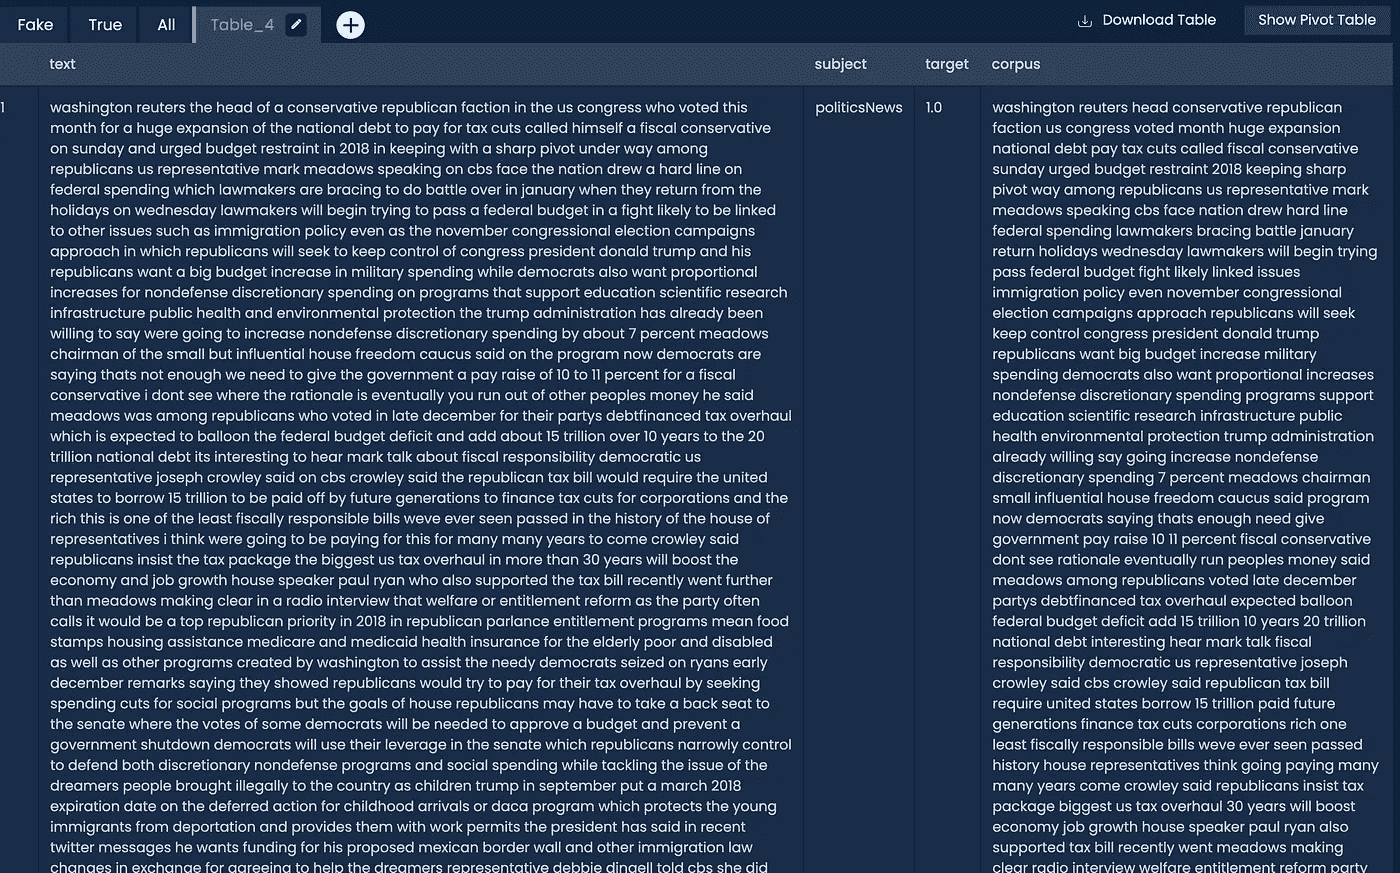 Fake True All Table_4 Download Table Show Pivot Table
text subject target corpus
1
washington reuters the head of a conservative republican faction in the us congress who voted this
month for a huge expansion of the national debt to pay for tax cuts called himself a fiscal conservative
on sunday and urged budget restraint in 2018 in keeping with a sharp pivot under way among
republicans us representative mark meadows speaking on cbs face the nation drew a hard line on
federal spending which lawmakers are bracing to do battle over in january when they return from the
holidays on wednesday lawmakers will begin trying to pass a federal budget in a fight likely to be linked
to other issues such as immigration policy even as the november congressional election campaigns
approach in which republicans will seek to keep control of congress president donald trump and his
republicans want a big budget increase in military spending while democrats also want proportional
increases for nondefense discretionary spending on programs that support education scientific research
infrastructure public health and environmental protection the trump administration has already been
willing to say were going to increase nondefense discretionary spending by about 7 percent meadows
chairman of the small but influential house freedom caucus said on the program now democrats are
saying thats not enough we need to give the government a pay raise of 10 to 11 percent for a fiscal
conservative i dont see where the rationale is eventually you run out of other peoples money he said
meadows was among republicans who voted in late december for their partys debtfinanced tax overhaul
which is expected to balloon the federal budget deficit and add about 15 trillion over 10 years to the 20
trillion national debt its interesting to hear mark talk about fiscal responsibility democratic us
representative joseph crowley said on cbs crowley said the republican tax bill would require the united
states to borrow 15 trillion to be paid off by future generations to finance tax cuts for corporations and the
rich this is one of the least fiscally responsible bills weve ever seen passed in the history of the house of
representatives i think were going to be paying for this for many many years to come crowley said
republicans insist the tax package the biggest us tax overhaul in more than 30 years will boost the
economy and job growth house speaker paul ryan who also supported the tax bill recently went further
than meadows making clear in a radio interview that welfare or entitlement reform as the party often
calls it would be a top republican priority in 2018 in republican parlance entitlement programs mean food
stamps housing assistance medicare and medicaid health insurance for the elderly poor and disabled
as well as other programs created by washington to assist the needy democrats seized on ryans early
december remarks saying they showed republicans would try to pay for their tax overhaul by seeking
spending cuts for social programs but the goals of house republicans may have to take a back seat to
the senate where the votes of some democrats will be needed to approve a budget and prevent a
government shutdown democrats will use their leverage in the senate which republicans narrowly control
to defend both discretionary nondefense programs and social spending while tackling the issue of the
dreamers people brought illegally to the country as children trump in september put a march 2018
expiration date on the deferred action for childhood arrivals or daca program which protects the young
immigrants from deportation and provides them with work permits the president has said in recent
twitter messages he wants funding for his proposed mexican border wall and other immigration law
changes in exchange for agreeing to help the dreamers representative debbie dingell told cbs she did
politicsNews
1.0
washington reuters head conservative republican
faction us congress voted month huge expansion
national debt pay tax cuts called fiscal conservative
sunday urged budget restraint 2018 keeping sharp
pivot way among republicans us representative mark
meadows speaking cbs face nation drew hard line
federal spending lawmakers bracing battle january
return holidays wednesday lawmakers will begin trying
pass federal budget fight likely linked issues
immigration policy even november congressional
election campaigns approach republicans will seek
keep control congress president donald trump
republicans want big budget increase military
spending democrats also want proportional increases
nondefense discretionary spending programs support
education scientific research infrastructure public
health environmental protection trump administration
already willing say going increase nondefense
discretionary spending 7 percent meadows chairman
small influential house freedom caucus said program
now democrats saying thats enough need give
government pay raise 10 11 percent fiscal conservative
dont see rationale eventually run peoples money said
meadows among republicans voted late december
partys debtfinanced tax overhaul expected balloon
federal budget deficit add 15 trillion 10 years 20 trillion
national debt interesting hear mark talk fiscal
responsibility democratic us representative joseph
crowley said cbs crowley said republican tax bill
require united states borrow 15 trillion paid future
generations finance tax cuts corporations rich one
least fiscally responsible bills weve ever seen passed
history house representatives think going paying many
many years come crowley said republicans insist tax
package biggest us tax overhaul 30 years will boost
economy job growth house speaker paul ryan also
supported tax bill recently went meadows making
clear radio interview welfare entitlement reform party